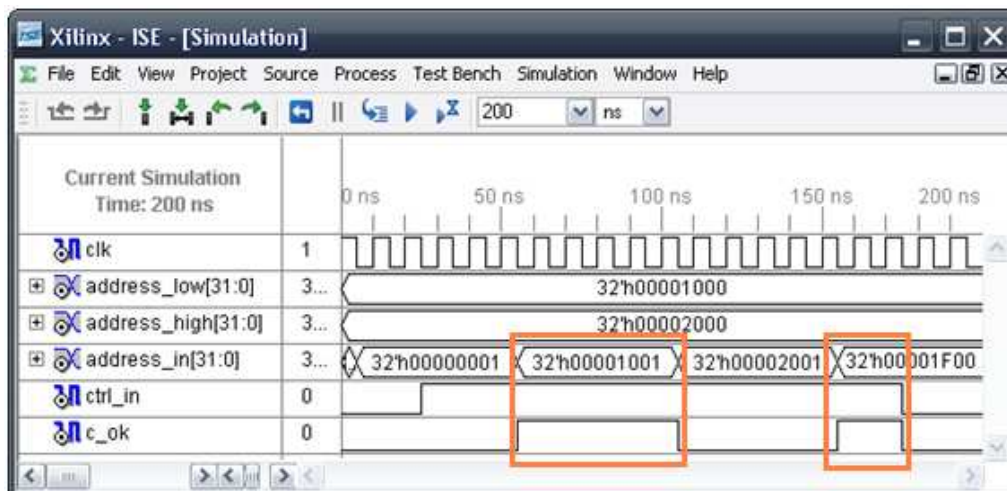 Xilinx - ISE - [Simulation]
File Edit View Project Source Process Test Bench Simulation Window Help
200 ns
Current Simulation
Time: 200 ns
0 ns 50 ns 100 ns 150 ns 200 ns
clk 1
address_low[31:0] 3... 32'h00001000
address_high[31:0] 3... 32'h00002000
address_in[31:0] 3... 32'h00000001 32'h00001001 32'h00002001 32'h00001F00
ctrl_in 0
c_ok 0